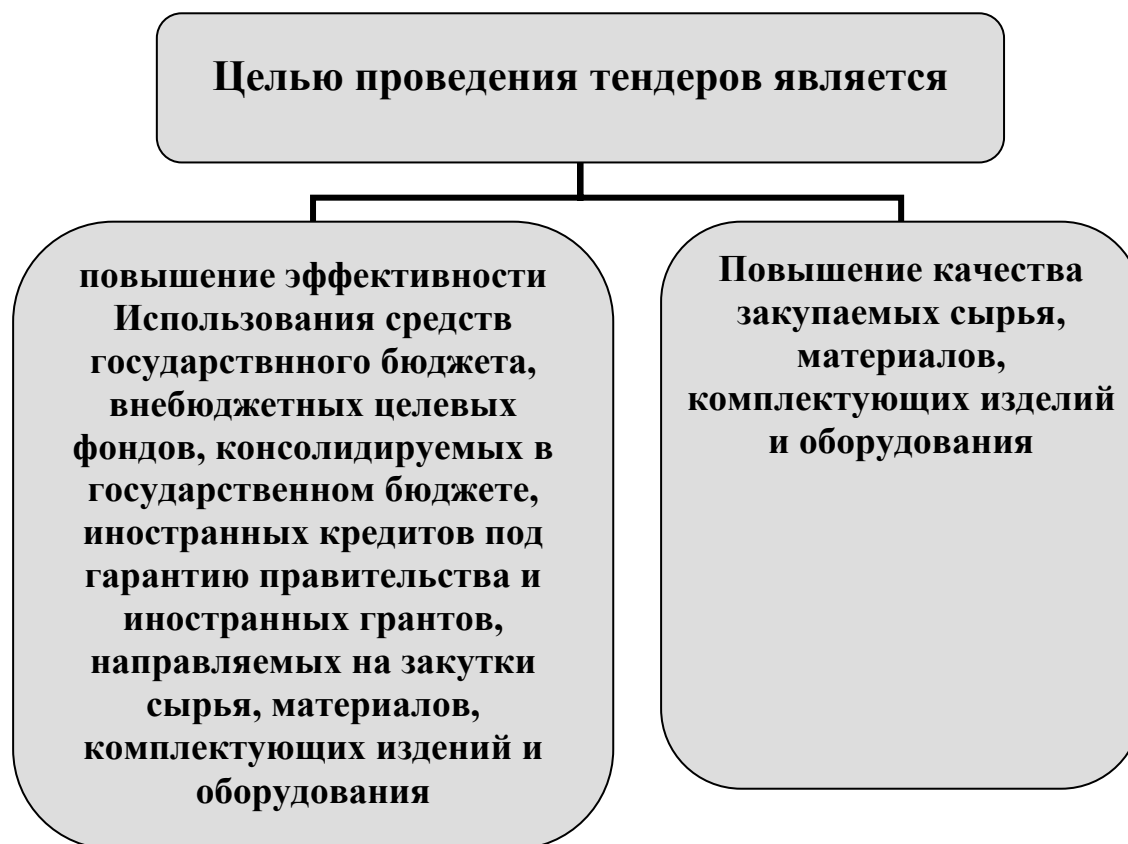 Целью проведения тендеров является
повышение эффективности
Использования средств
государствнного бюджета,
внебюджетных целевых
фондов, консолидируемых в
государственном бюджете,
иностранных кредитов под
гарантию правительства и
иностранных грантов,
направляемых на закутки
сырья, материалов,
комплектующих издений и
оборудования
Повышение качества
закупаемых сырья,
материалов,
комплектующих изделий
и оборудования